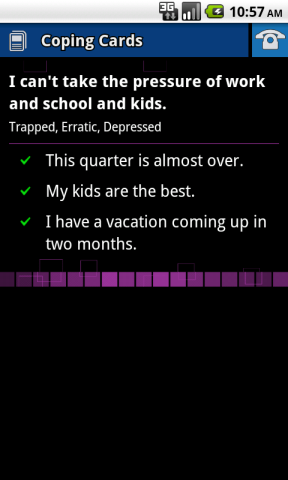 3G
10:57 AM
Coping Cards
I can't take the pressure of work
and school and kids.
Trapped, Erratic, Depressed
This quarter is almost over.
My kids are the best.
I have a vacation coming up in
two months.